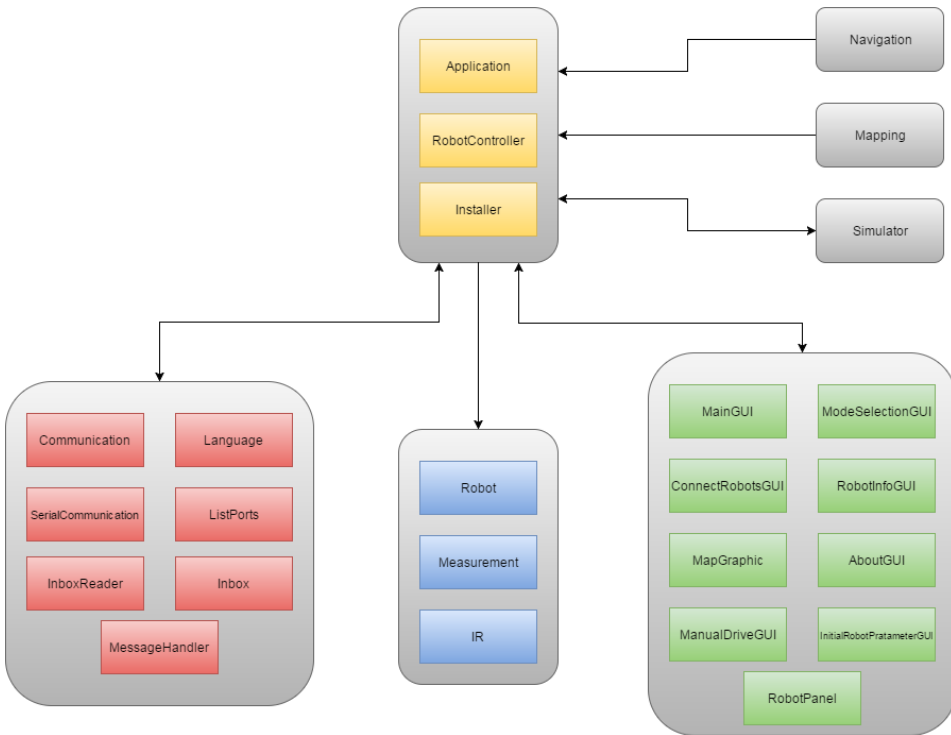 Application
RobotController
Installer
Navigation
Mapping
Simulator
Communication
Language
SerialCommunication
ListPorts
InboxReader
Inbox
MessageHandler
Robot
Measurement
IR
MainGUI
ModeSelectionGUI
ConnectRobotsGUI
RobotInfoGUI
MapGraphic
AboutGUI
ManualDriveGUI
InitialRobotPratameterGUI
RobotPanel